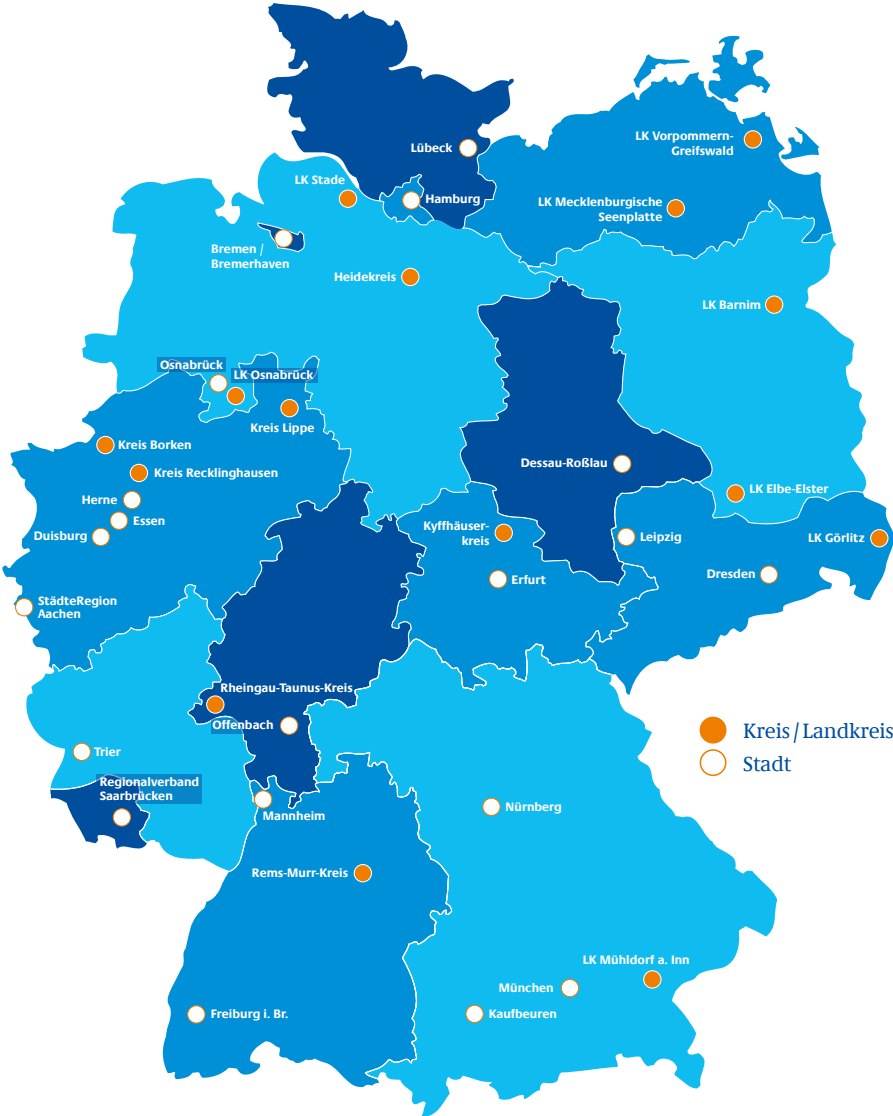 LK Vorpommern-
Greifswald
Lübeck
LK Stade
Hamburg
LK Mecklenburgische
Seenplatte
Bremen /
Bremerhaven
Heidekreis
LK Barnim
Osnabrück
LK Osnabrück
Kreis Lippe
Kreis Borken
Kreis Recklinghausen
Dessau-Roßlau
LK Elbe-Elster
Herne
Essen
Duisburg
Kyffhäuser-
kreis
Leipzig
LK Görlitz
Erfurt
Dresden
StädteRegion
Aachen
Rheingau-Taunus-Kreis
Offenbach
Kreis / Landkreis
Stadt
Trier
Regionalverband
Saarbrücken
Mannheim
Nürnberg
Rems-Murr-Kreis
LK Mühldorf a. Inn
München
Freiburg i. Br.
Kaufbeuren